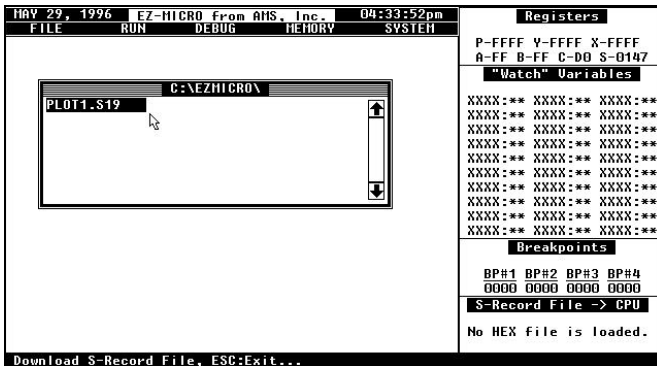 MAY 29, 1996 EZ-MICRO from AMS, Inc. 04:33:52pm
FILE RUN DEBUG MEMORY SYSTEM
C:\EZMICRO\
PLOT1.S19
Download S-Record File, ESC:Exit...
Registers
P-FFFF Y-FFFF X-FFFF
A-FF B-FF C-D0 S-0147
"Watch" Variables
XXXX:** XXXX:** XXXX:**
XXXX:** XXXX:** XXXX:**
XXXX:** XXXX:** XXXX:**
XXXX:** XXXX:** XXXX:**
XXXX:** XXXX:** XXXX:**
XXXX:** XXXX:** XXXX:**
XXXX:** XXXX:** XXXX:**
XXXX:** XXXX:** XXXX:**
XXXX:** XXXX:** XXXX:**
XXXX:** XXXX:** XXXX:**
Breakpoints
BP#1 BP#2 BP#3 BP#4
0000 0000 0000 0000
S-Record File -> CPU
No HEX file is loaded.